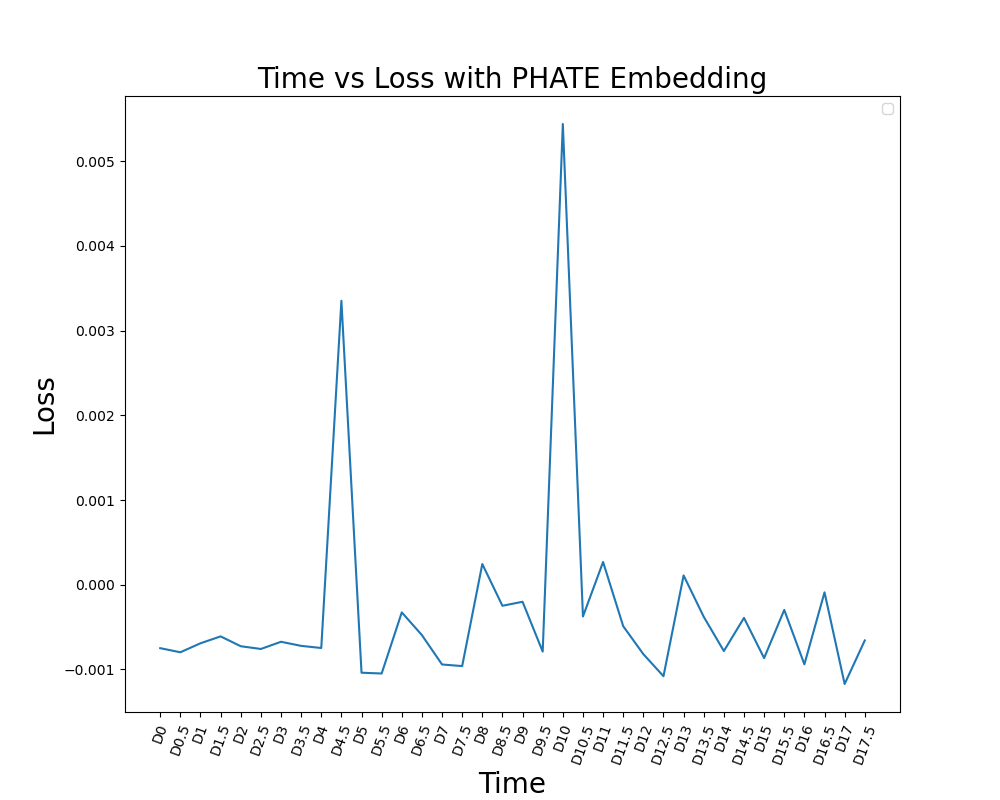 Time vs Loss with PHATE Embedding
Loss
0.005
0.004
0.003
0.002
0.001
0.000
−0.001
D0 D0.5 D1 D1.5 D2 D2.5 D3 D3.5 D4 D4.5 D5 D5.5 D6 D6.5 D7 D7.5 D8 D8.5 D9 D9.5 D10 D10.5 D11 D11.5 D12 D12.5 D13 D13.5 D14 D14.5 D15 D15.5 D16 D16.5 D17 D17.5
Time